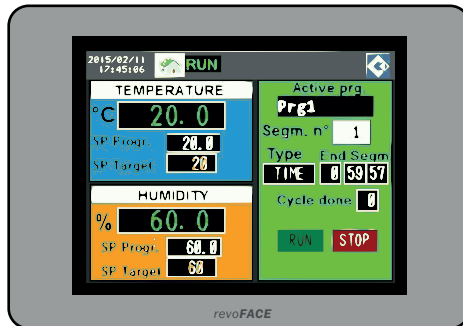 2015/02/11
17:45:06
RUN
TEMPERATURE
°C 20.0
SP Progr. 20.0
SP Target 20
HUMIDITY
% 60.0
SP Progr. 60.0
SP Target 60
Active prg
Prg1
Segm. n° 1
Type End Segm
TIME 0 59 57
Cycle done 0
RUN STOP
revoFACE